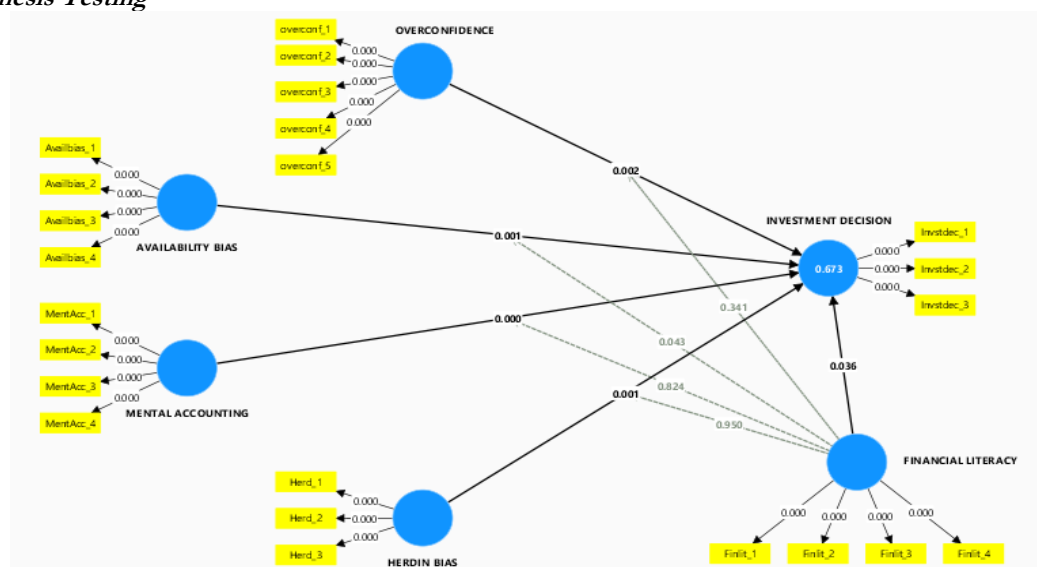 nesis Testing
OVERCONFIDENCE
overconf_1
overconf_2
overconf_3
overconf_4
overconf_5
0.000
0.000
0.000
0.000
0.000
Availbias_1
Availbias_2
Availbias_3
Availbias_4
0.000
0.000
0.000
0.000
AVAILABILITY BIAS
MentAcc_1
MentAcc_2
MentAcc_3
MentAcc_4
0.000
0.000
0.000
0.000
MENTAL ACCOUNTING
Herd_1
Herd_2
Herd_3
0.000
0.000
0.000
HERDIN BIAS
0.002
0.001
0.000
0.001
0.341
0.043
0.824
0.950
0.036
INVESTMENT DECISION
0.673
0.000
0.000
0.000
Invstdec_1
Invstdec_2
Invstdec_3
FINANCIAL LITERACY
0.000
0.000
0.000
0.000
Finlit_1
Finlit_2
Finlit_3
Finlit_4